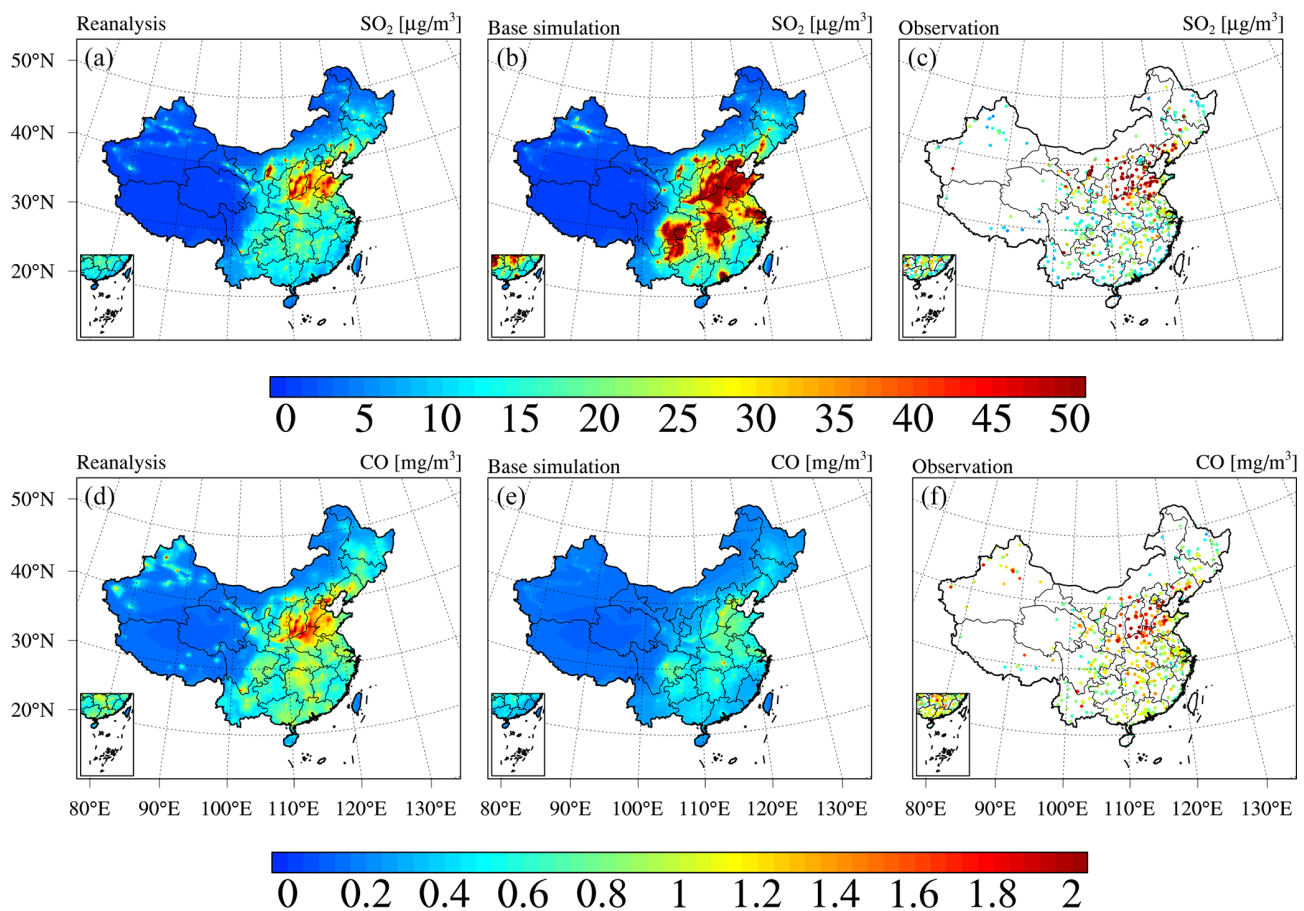 Reanalysis SO₂ [μg/m³] Base simulation SO₂ [μg/m³] Observation SO₂ [μg/m³]
(a) (b) (c)
50°N
40°N
30°N
20°N
0 5 10 15 20 25 30 35 40 45 50
Reanalysis CO [mg/m³] Base simulation CO [mg/m³] Observation CO [mg/m³]
(d) (e) (f)
50°N
40°N
30°N
20°N
80°E 90°E 100°E 110°E 120°E 130°E 80°E 90°E 100°E 110°E 120°E 130°E 80°E 90°E 100°E 110°E 120°E 130°E
0 0.2 0.4 0.6 0.8 1 1.2 1.4 1.6 1.8 2